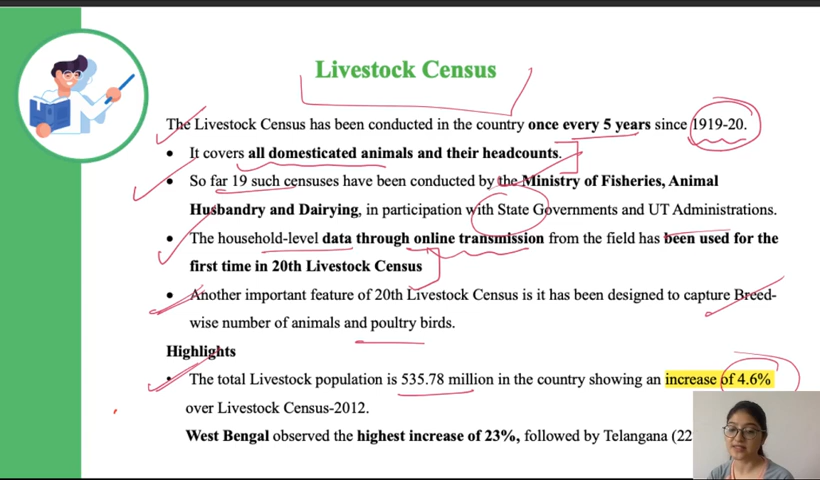 Livestock Census
The Livestock Census has been conducted in the country once every 5 years since 1919-20.
• It covers all domesticated animals and their headcounts.
• So far 19 such censuses have been conducted by the Ministry of Fisheries, Animal
Husbandry and Dairying, in participation with State Governments and UT Administrations.
• The household-level data through online transmission from the field has been used for the
first time in 20th Livestock Census
• Another important feature of 20th Livestock Census is it has been designed to capture Breed-
wise number of animals and poultry birds.
Highlights
• The total Livestock population is 535.78 million in the country showing an increase of 4.6%
over Livestock Census-2012.
West Bengal observed the highest increase of 23%, followed by Telangana (22